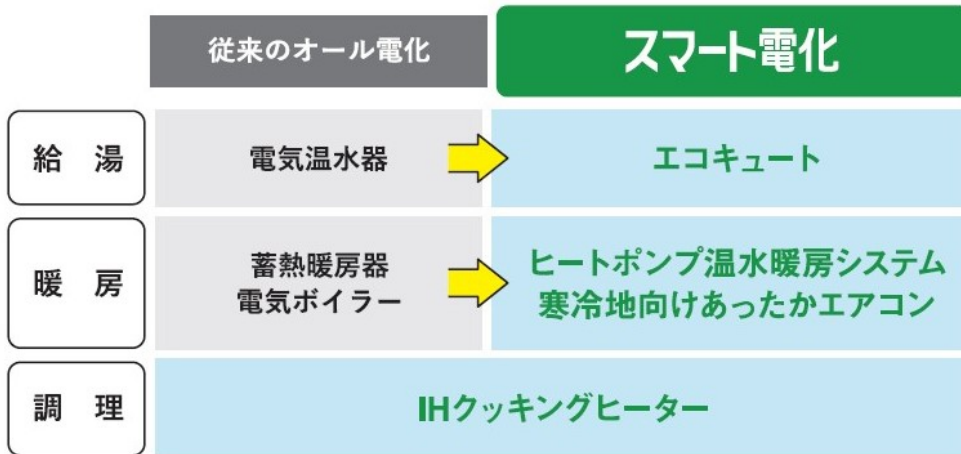 従来のオール電化
スマート電化
給 湯
電気温水器
エコキュート
暖 房
蓄熱暖房器
電気ボイラー
ヒートポンプ温水暖房システム
寒冷地向けあったかエアコン
調 理
IHクッキングヒーター